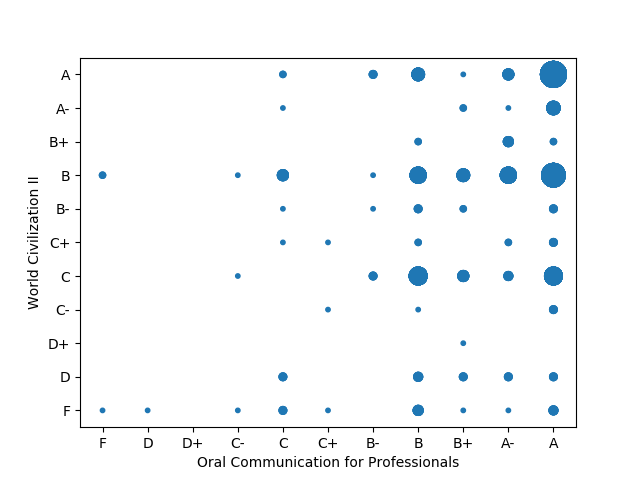 World Civilization II
A
A-
B+
B
B-
C+
C
C-
D+
D
F
F D D+ C- C C+ B- B B+ A- A
Oral Communication for Professionals